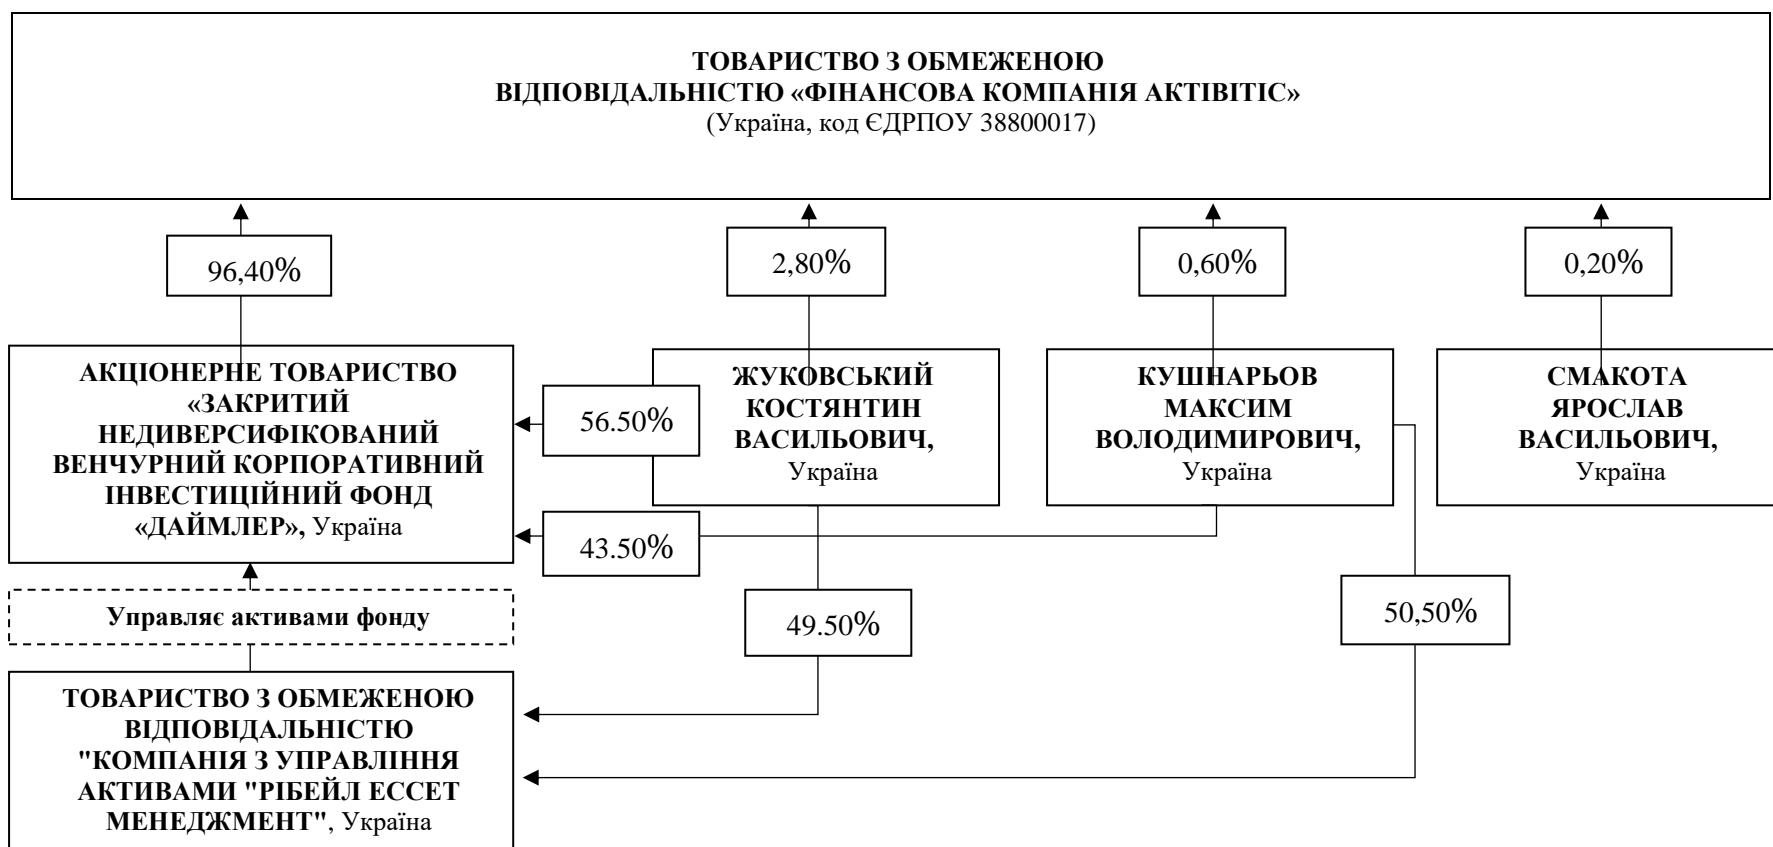 ТОВАРИСТВО З ОБМЕЖЕНОЮ
ВІДПОВІДАЛЬНІСТЮ «ФІНАНСОВА КОМПАНІЯ АКТІВІТІС»
(Україна, код ЄДРПОУ 38800017)
96,40%
2,80%
0,60%
0,20%
АКЦІОНЕРНЕ ТОВАРИСТВО
«ЗАКРИТИЙ
НЕДИВЕРСИФІКОВАНИЙ
ВЕНЧУРНИЙ КОРПОРАТИВНИЙ
ІНВЕСТИЦІЙНИЙ ФОНД
«ДАЙМЛЕР», Україна
56.50%
43.50%
ЖУКОВСЬКИЙ
КОСТЯНТИН
ВАСИЛЬОВИЧ,
Україна
КУШНАРЬОВ
МАКСИМ
ВОЛОДИМИРОВИЧ,
Україна
СМАКОТА
ЯРОСЛАВ
ВАСИЛЬОВИЧ,
Україна
Управляє активами фонду
49.50%
50,50%
ТОВАРИСТВО З ОБМЕЖЕНОЮ
ВІДПОВІДАЛЬНІСТЮ
"КОМПАНІЯ З УПРАВЛІННЯ
АКТИВАМИ "РІБЕЙЛ ЕССЕТ
МЕНЕДЖМЕНТ", Україна